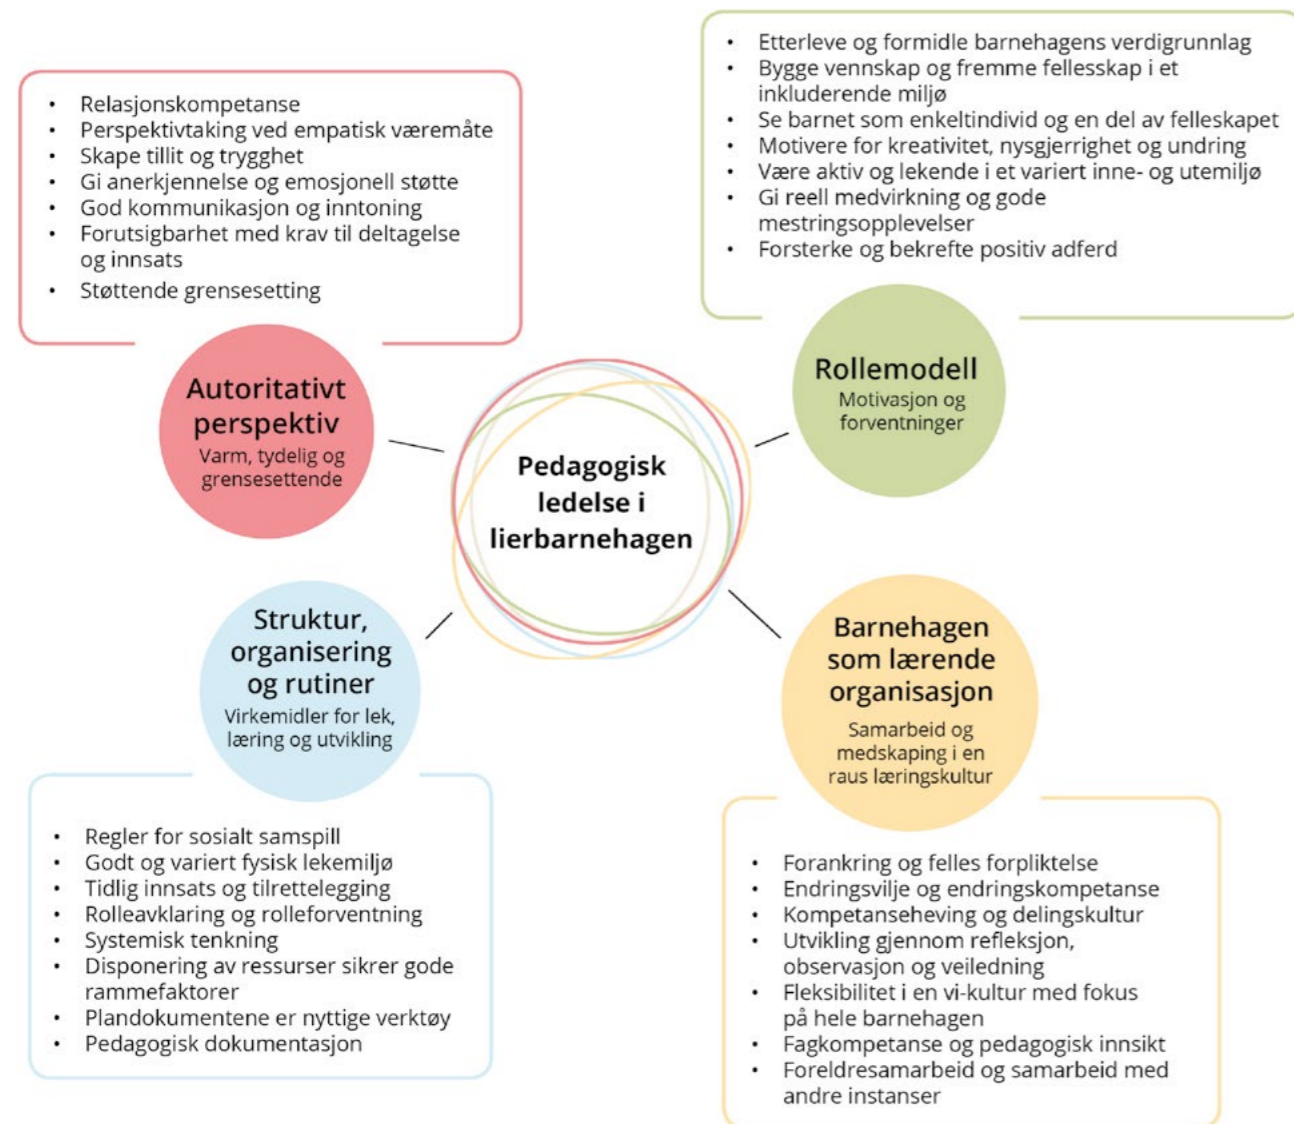 • Relasjonskompetanse
• Perspektivtaking ved empatisk væremåte
• Skape tillit og trygghet
• Gi anerkjennelse og emosjonell støtte
• God kommunikasjon og inntoning
• Forutsigbarhet med krav til deltagelse
og innsats
• Støttende grensesetting
Autoritativt
perspektiv
Varm, tydelig og
grensesettende
• Etterleve og formidle barnehagens verdigrunnlag
• Bygge vennskap og fremme fellesskap i et
inkluderende miljø
• Se barnet som enkeltindivid og en del av felleskapet
• Motivere for kreativitet, nysgjerrighet og undring
• Være aktiv og lekende i et variert inne- og utemiljø
• Gi reell medvirkning og gode
mestringsopplevelser
• Forsterke og bekrefte positiv adferd
Rollemodell
Motivasjon og
forventninger
Pedagogisk
ledelse i
lierbarnehagen
Struktur,
organisering
og rutiner
Virkemidler for lek,
læring og utvikling
• Regler for sosialt samspill
• Godt og variert fysisk lekemiljø
• Tidlig innsats og tilrettelegging
• Rolleavklaring og rolleforventning
• Systemisk tenkning
• Disponering av ressurser sikrer gode
rammefaktorer
• Plandokumentene er nyttige verktøy
• Pedagogisk dokumentasjon
Barnehagen
som lærende
organisasjon
Samarbeid og
medskaping i en
raus læringskultur
• Forankring og felles forpliktelse
• Endringsvilje og endringskompetanse
• Kompetanseheving og delingskultur
• Utvikling gjennom refleksjon,
observasjon og veiledning
• Fleksibilitet i en vi-kultur med fokus
på hele barnehagen
• Fagkompetanse og pedagogisk innsikt
• Foreldresamarbeid og samarbeid med
andre instanser